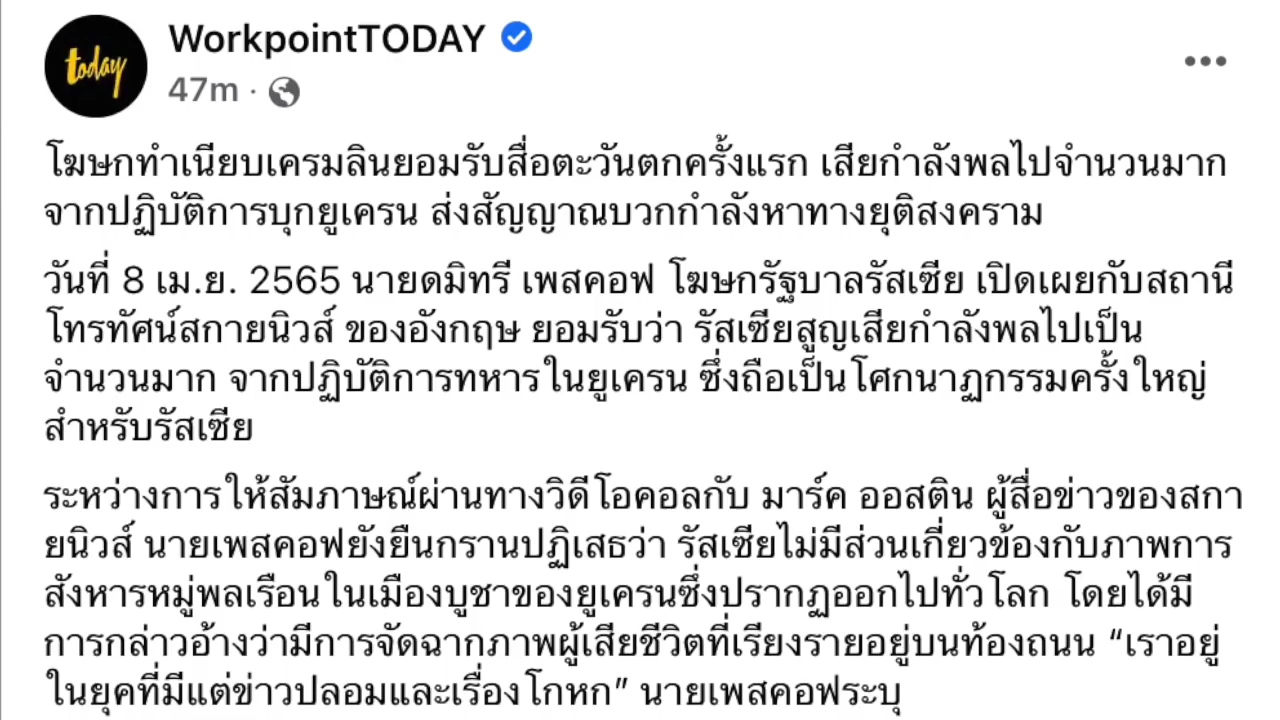 today
WorkpointTODAY
47m ·
โฆษกทำเนียบเครมลินยอมรับสื่อตะวันตกครั้งแรก เสียกำลังพลไปจำนวนมาก
จากปฏิบัติการบุกยูเครน ส่งสัญญาณบวกกำลังหาทางยุติสงคราม
วันที่ 8 เม.ย. 2565 นายดมิทรี เพสคอฟ โฆษกรัฐบาลรัสเซีย เปิดเผยกับสถานี
โทรทัศน์สกายนิวส์ ของอังกฤษ ยอมรับว่า รัสเซียสูญเสียกำลังพลไปเป็น
จำนวนมาก จากปฏิบัติการทหารในยูเครน ซึ่งถือเป็นโศกนาฏกรรมครั้งใหญ่
สำหรับรัสเซีย
ระหว่างการให้สัมภาษณ์ผ่านทางวิดีโอคอลกับ มาร์ค ออสติน ผู้สื่อข่าวของสกา
ยนิวส์ นายเพสคอฟยังยืนกรานปฏิเสธว่า รัสเซียไม่มีส่วนเกี่ยวข้องกับภาพการ
สังหารหมู่พลเรือนในเมืองบูชาของยูเครนซึ่งปรากฏออกไปทั่วโลก โดยได้มี
การกล่าวอ้างว่ามีการจัดฉากภาพผู้เสียชีวิตที่เรียงรายอยู่บนท้องถนน “เราอยู่
ในยุคที่มีแต่ข่าวปลอมและเรื่องโกหก” นายเพสคอฟระบุ